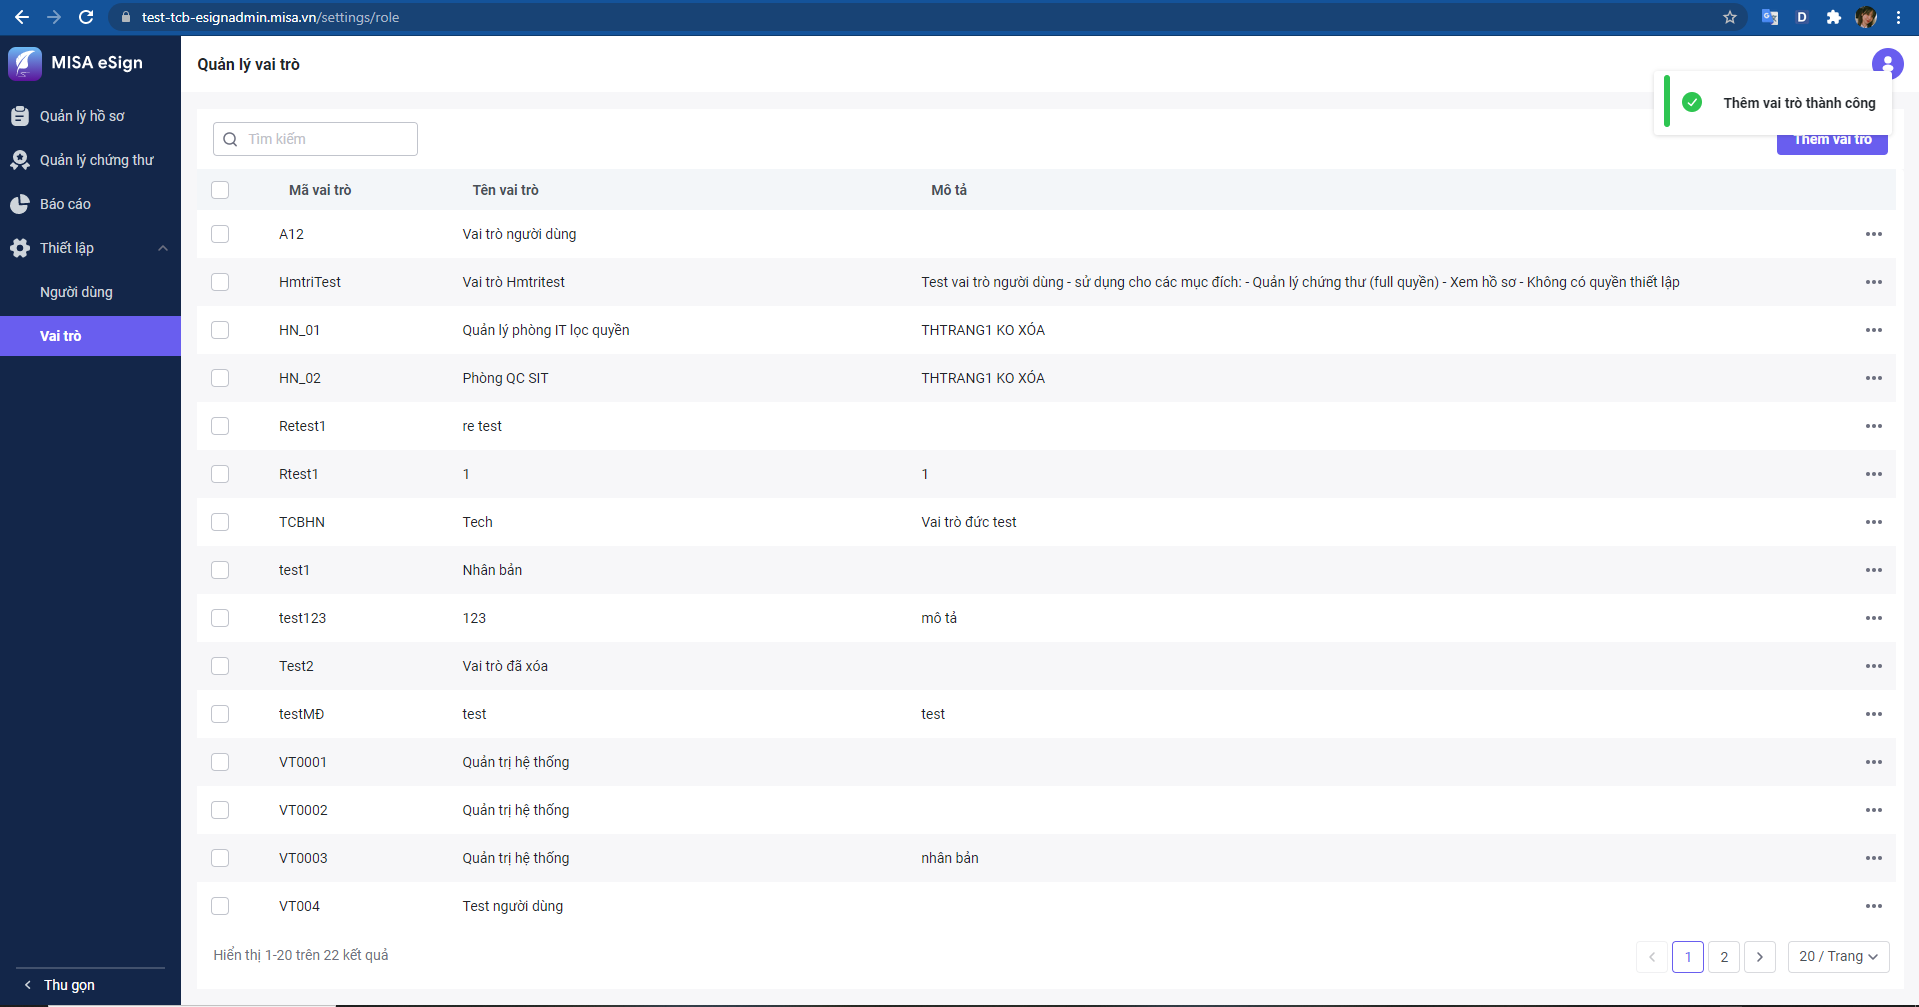 test-tcb-esignadmin.misa.vn/settings/role
MISA eSign
Quản lý vai trò
Thêm vai trò thành công
Quản lý hồ sơ
Quản lý chứng thư
Báo cáo
Thiết lập
Người dùng
Vai trò
Thu gọn
Tìm kiếm
Thêm vai trò
Mã vai trò Tên vai trò Mô tả
A12 Vai trò người dùng
HmtriTest Vai trò Hmtritest Test vai trò người dùng - sử dụng cho các mục đích: - Quản lý chứng thư (full quyền) - Xem hồ sơ - Không có quyền thiết lập
HN_01 Quản lý phòng IT lọc quyền THTRANG1 KO XÓA
HN_02 Phòng QC SIT THTRANG1 KO XÓA
Retest1 re test
Rtest1 1 1
TCBHN Tech Vai trò đức test
test1 Nhân bản
test123 123 mô tả
Test2 Vai trò đã xóa
testMĐ test test
VT0001 Quản trị hệ thống
VT0002 Quản trị hệ thống
VT0003 Quản trị hệ thống nhân bản
VT004 Test người dùng
Hiển thị 1-20 trên 22 kết quả
1 2 20 / Trang